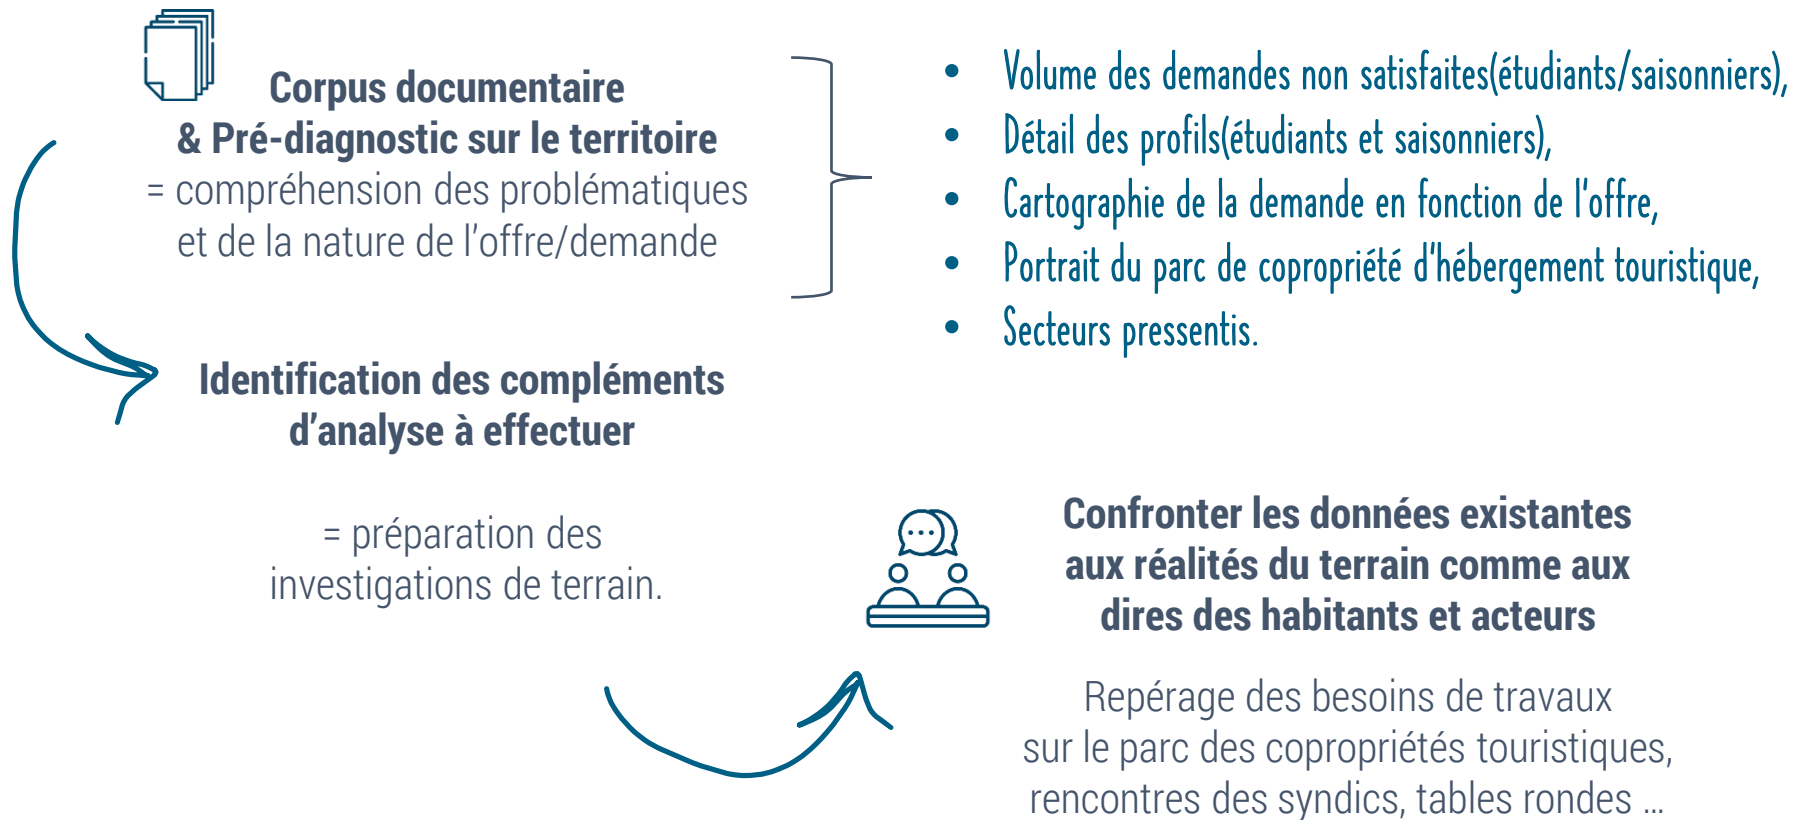 Corpus documentaire
& Pré-diagnostic sur le territoire
= compréhension des problématiques
et de la nature de l’offre/demande
• Volume des demandes non satisfaites(étudiants/saisonniers),
• Détail des profils(étudiants et saisonniers),
• Cartographie de la demande en fonction de l’offre,
• Portrait du parc de copropriété d’hébergement touristique,
• Secteurs pressentis.
Identification des compléments
d’analyse à effectuer
= préparation des
investigations de terrain.
Confronter les données existantes
aux réalités du terrain comme aux
dires des habitants et acteurs
Repérage des besoins de travaux
sur le parc des copropriétés touristiques,
rencontres des syndics, tables rondes ...